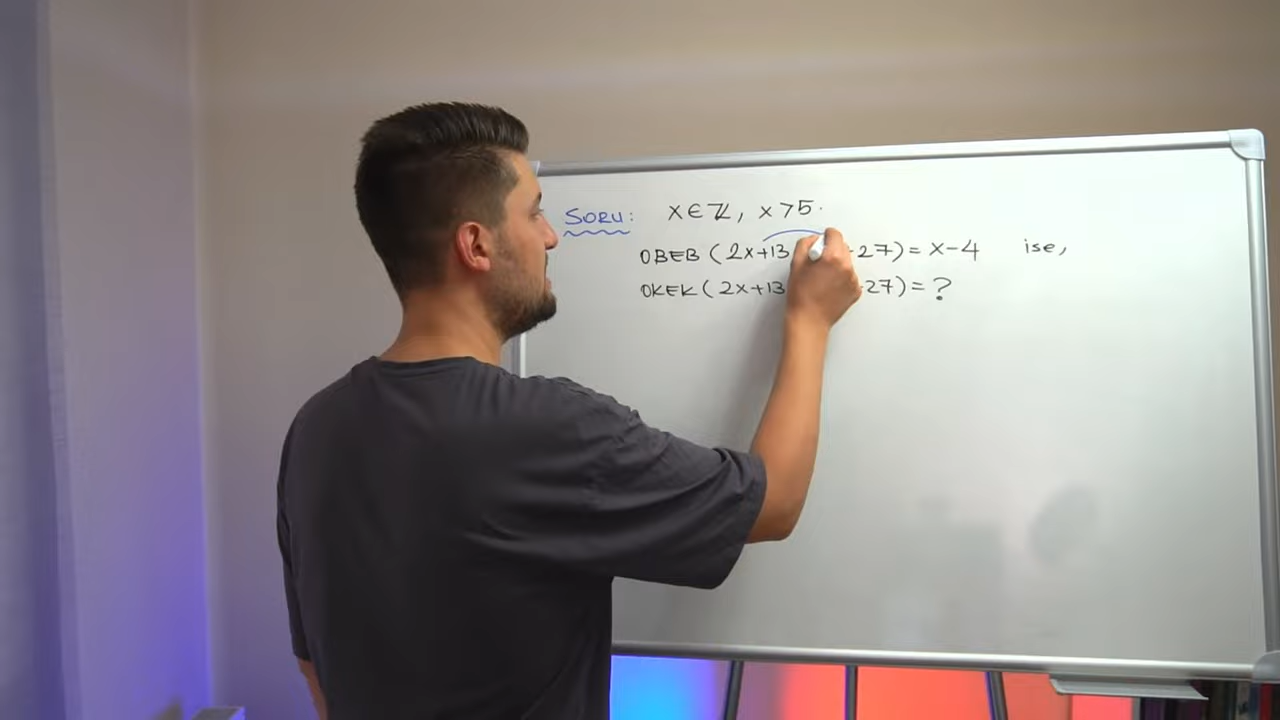 SORU: x∈ℤ, x>5.
OBEB (2x+13 -27) = x-4 ise,
OKEK (2x+13 -27) = ?